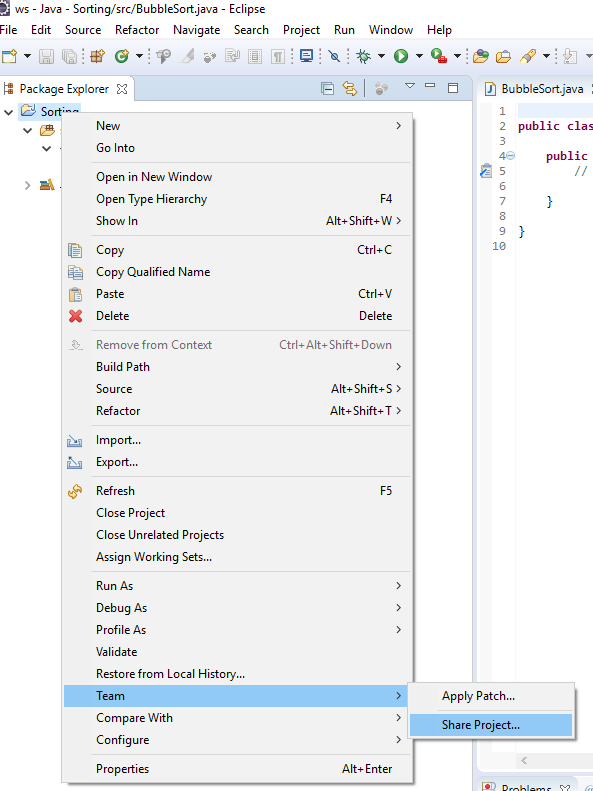 ws - Java - Sorting/src/BubbleSort.java - Eclipse
File Edit Source Refactor Navigate Search Project Run Window Help
Package Explorer
BubbleSort.java
Sorting
New
Go Into
Open in New Window
Open Type Hierarchy F4
Show In Alt+Shift+W
Copy Ctrl+C
Copy Qualified Name
Paste Ctrl+V
Delete Delete
Remove from Context Ctrl+Alt+Shift+Down
Build Path
Source Alt+Shift+S
Refactor Alt+Shift+T
Import...
Export...
Refresh F5
Close Project
Close Unrelated Projects
Assign Working Sets...
Run As
Debug As
Profile As
Validate
Restore from Local History...
Team
Compare With
Configure
Properties Alt+Enter
Apply Patch...
Share Project...
1
2 public clas
3
4 public
5 //
6
7 }
8
9 }
10
Problems